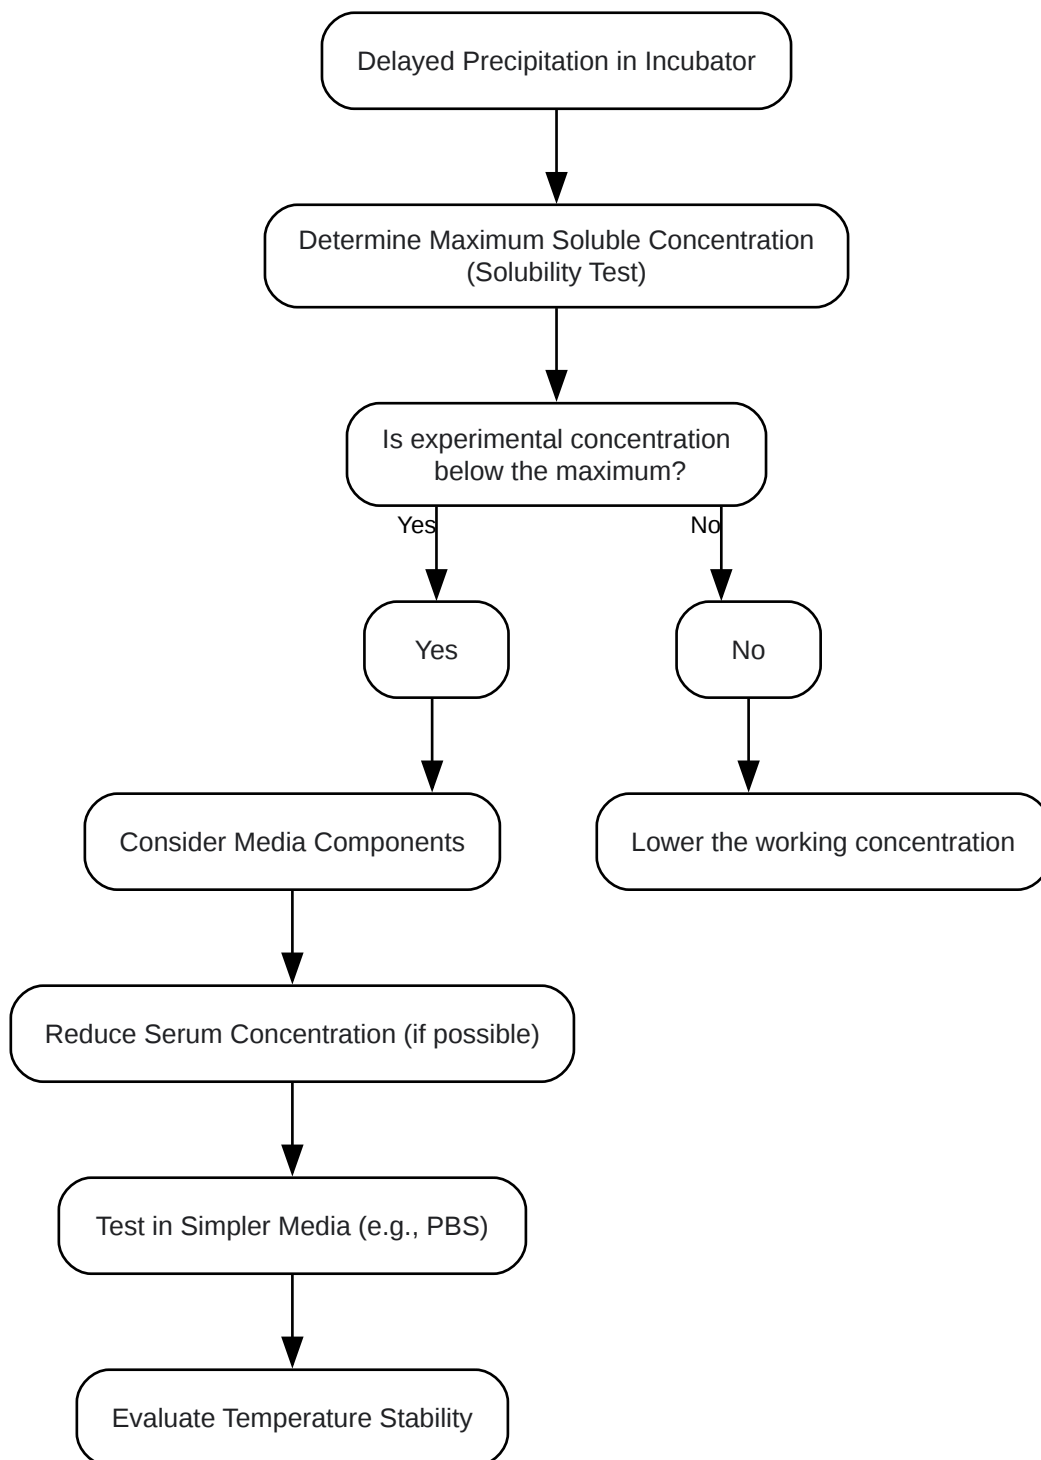 Delayed Precipitation in Incubator
Determine Maximum Soluble Concentration
(Solubility Test)
Is experimental concentration
below the maximum?
Yes
No
Yes
No
Consider Media Components
Lower the working concentration
Reduce Serum Concentration (if possible)
Test in Simpler Media (e.g., PBS)
Evaluate Temperature Stability